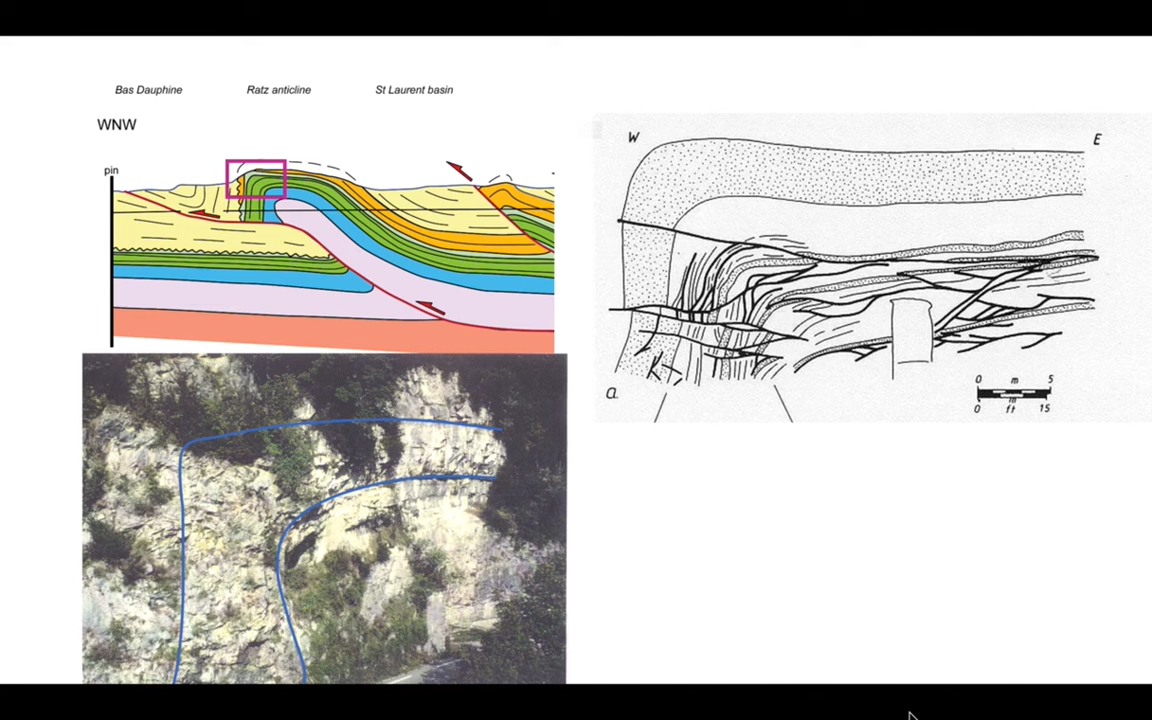 Bas Dauphine Ratz anticline St Laurent basin
WNW
pin
W E
a.
0 m 5
0 ft 15